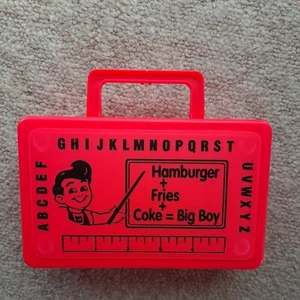 ABCDEF
GHIJKLMNOPQRST
UVWXYZ
Hamburger
+
Fries
+
Coke = Big Boy